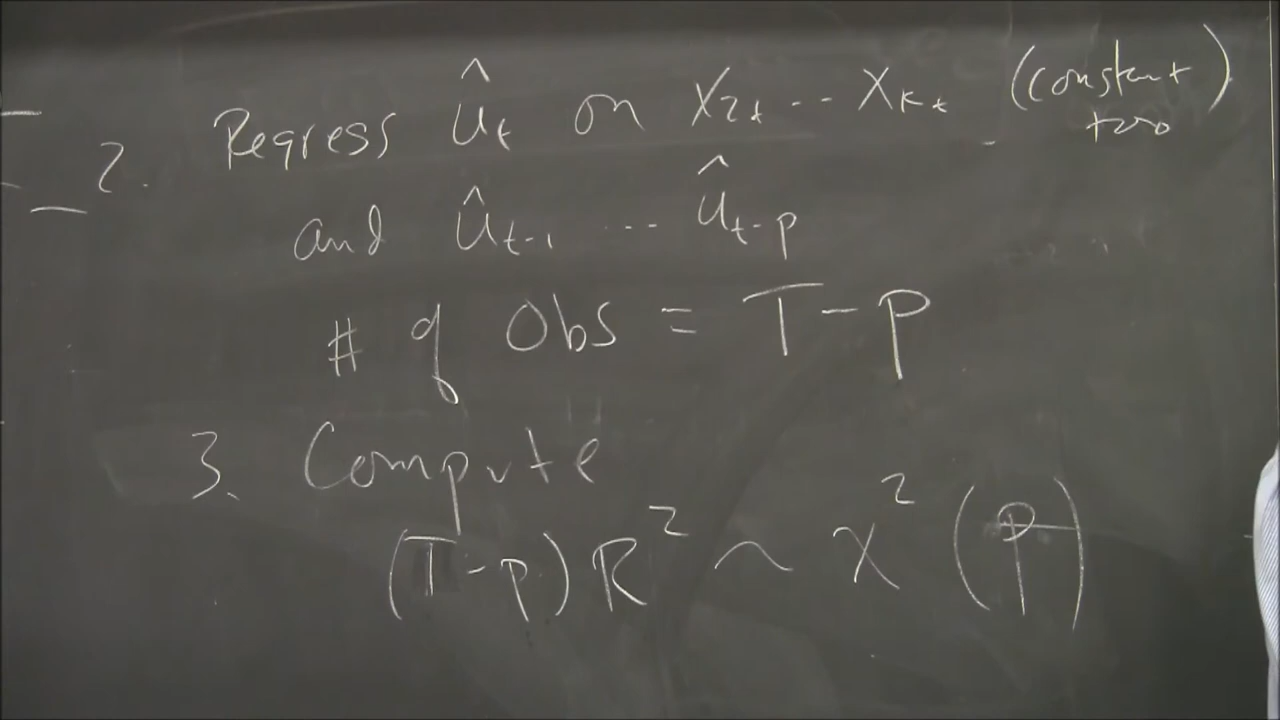 2. Regress û_t on X_2t ... X_kt (constant too)
and û_t-1 ... û_t-p
# of Obs = T - P
3. Compute
(T-p) R² ~ χ² (p)